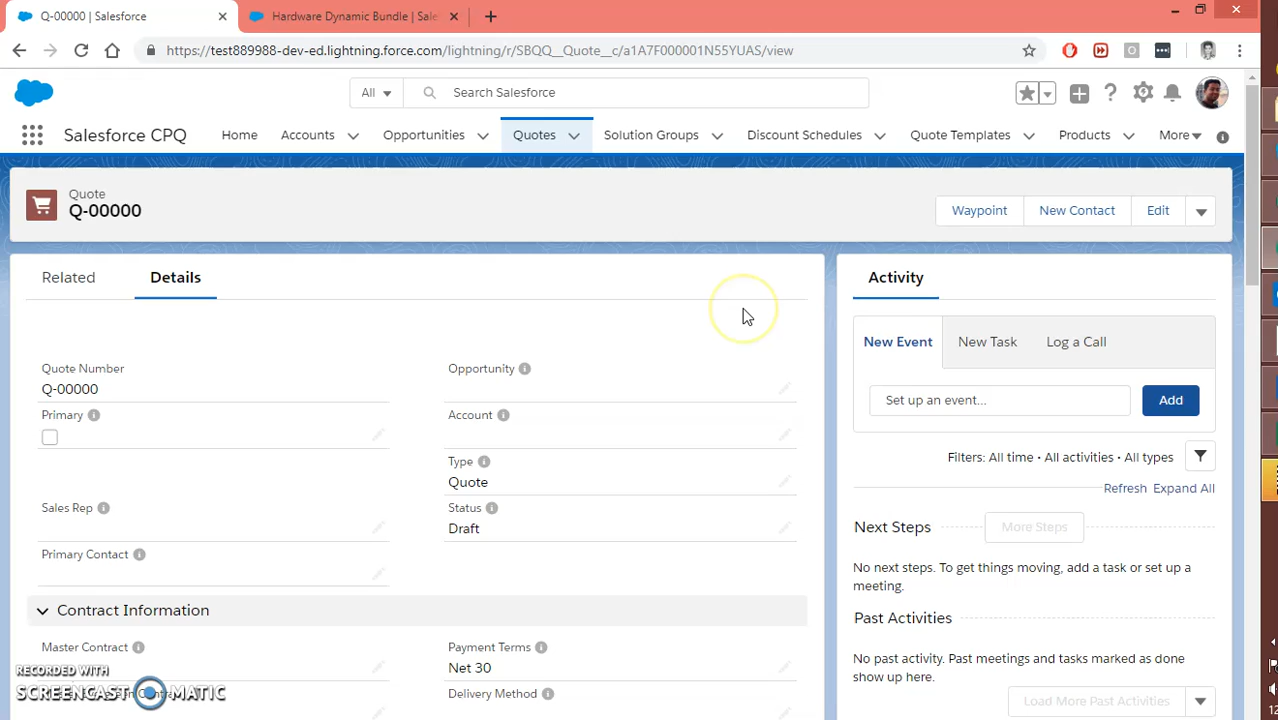 Q-00000 | Salesforce
Hardware Dynamic Bundle | Sale
https://test889988-dev-ed.lightning.force.com/lightning/r/SBQQ__Quote__c/a1A7F000001N55YUAS/view
All
Search Salesforce
Salesforce CPQ
Home
Accounts
Opportunities
Quotes
Solution Groups
Discount Schedules
Quote Templates
Products
More
Quote
Q-00000
Waypoint
New Contact
Edit
Related
Details
Quote Number
Q-00000
Primary
Sales Rep
Primary Contact
Opportunity
Account
Type
Quote
Status
Draft
Contract Information
Master Contract
Payment Terms
Net 30
Delivery Method
RECORDED WITH
SCREENCAST MATIC
Activity
New Event
New Task
Log a Call
Set up an event...
Add
Filters: All time • All activities • All types
Refresh
Expand All
Next Steps
More Steps
No next steps. To get things moving, add a task or set up a
meeting.
Past Activities
No past activity. Past meetings and tasks marked as done
show up here.
Load More Past Activities